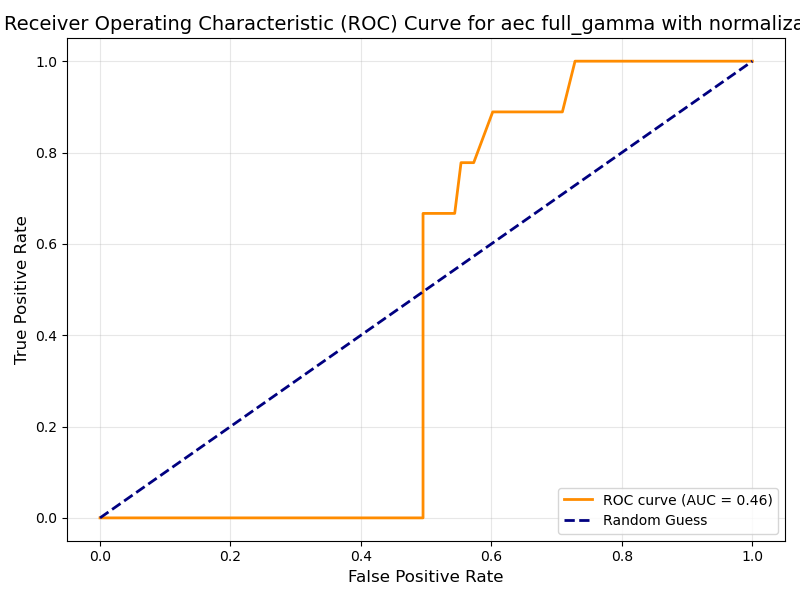 Receiver Operating Characteristic (ROC) Curve for aec full_gamma with normaliza
True Positive Rate
1.0
0.8
0.6
0.4
0.2
0.0
ROC curve (AUC = 0.46)
Random Guess
0.0 0.2 0.4 0.6 0.8 1.0
False Positive Rate